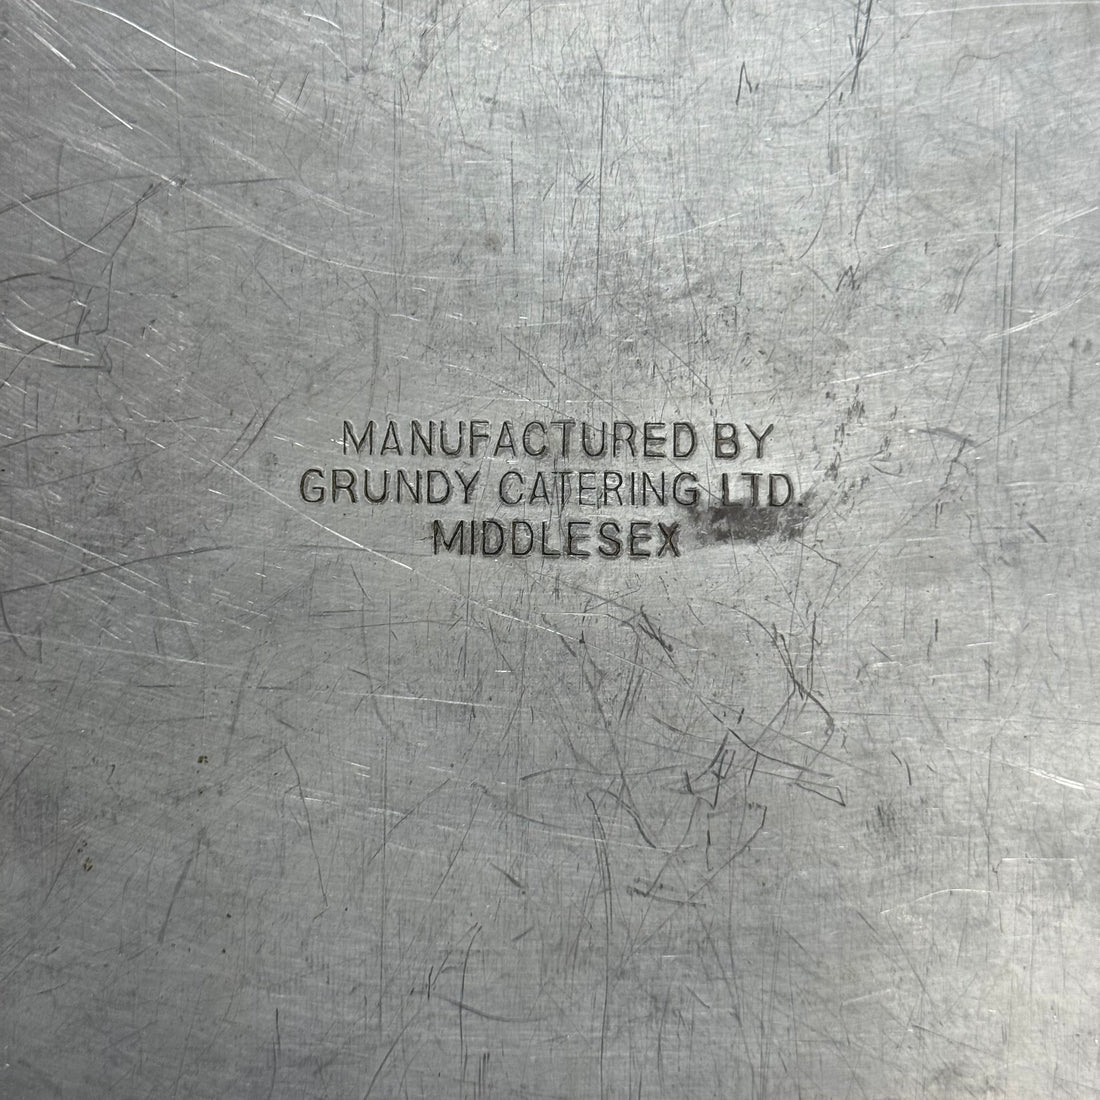 MANUFACTURED BY
GRUNDY CATERING LTD.
MIDDLESEX